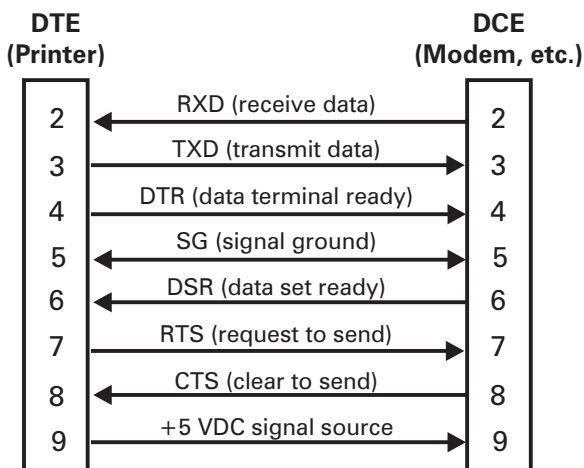 DTE DCE
(Printer) (Modem, etc.)
2 RXD (receive data) 2
3 TXD (transmit data) 3
4 DTR (data terminal ready) 4
5 SG (signal ground) 5
6 DSR (data set ready) 6
7 RTS (request to send) 7
8 CTS (clear to send) 8
9 +5 VDC signal source 9